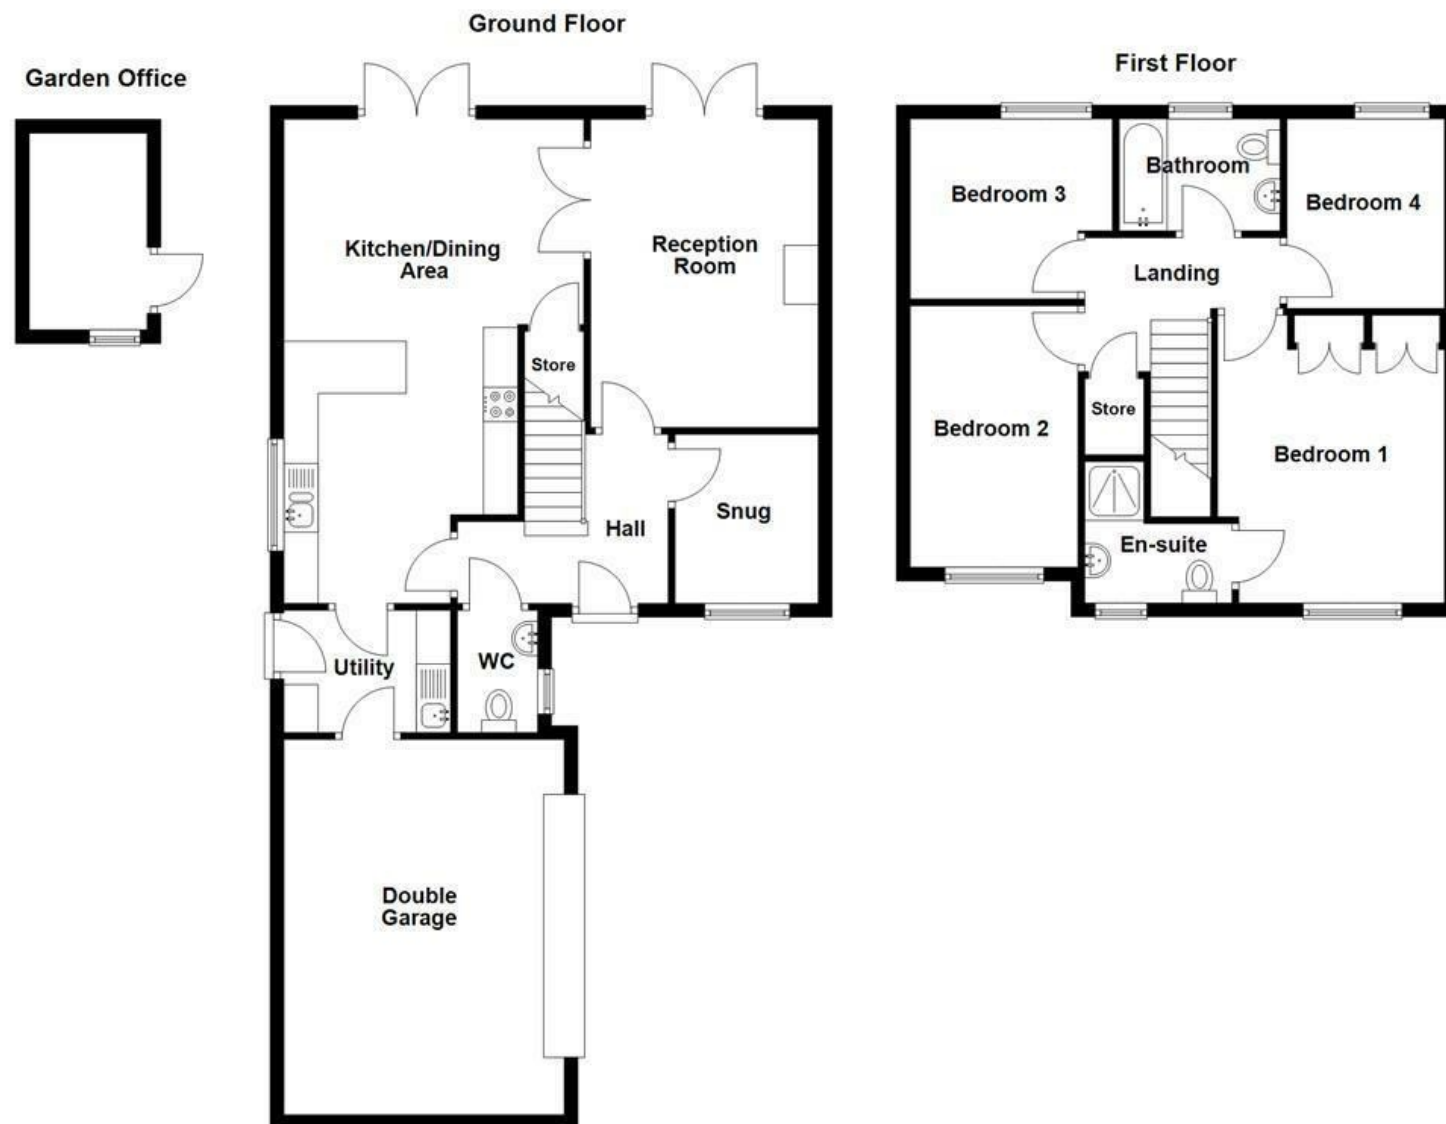 Ground Floor
Garden Office
First Floor
Kitchen/Dining
Area
Reception
Room
Store
Hall
Snug
Utility
WC
Double
Garage
Bedroom 3
Bathroom
Bedroom 4
Landing
Bedroom 2
Store
Bedroom 1
En-suite